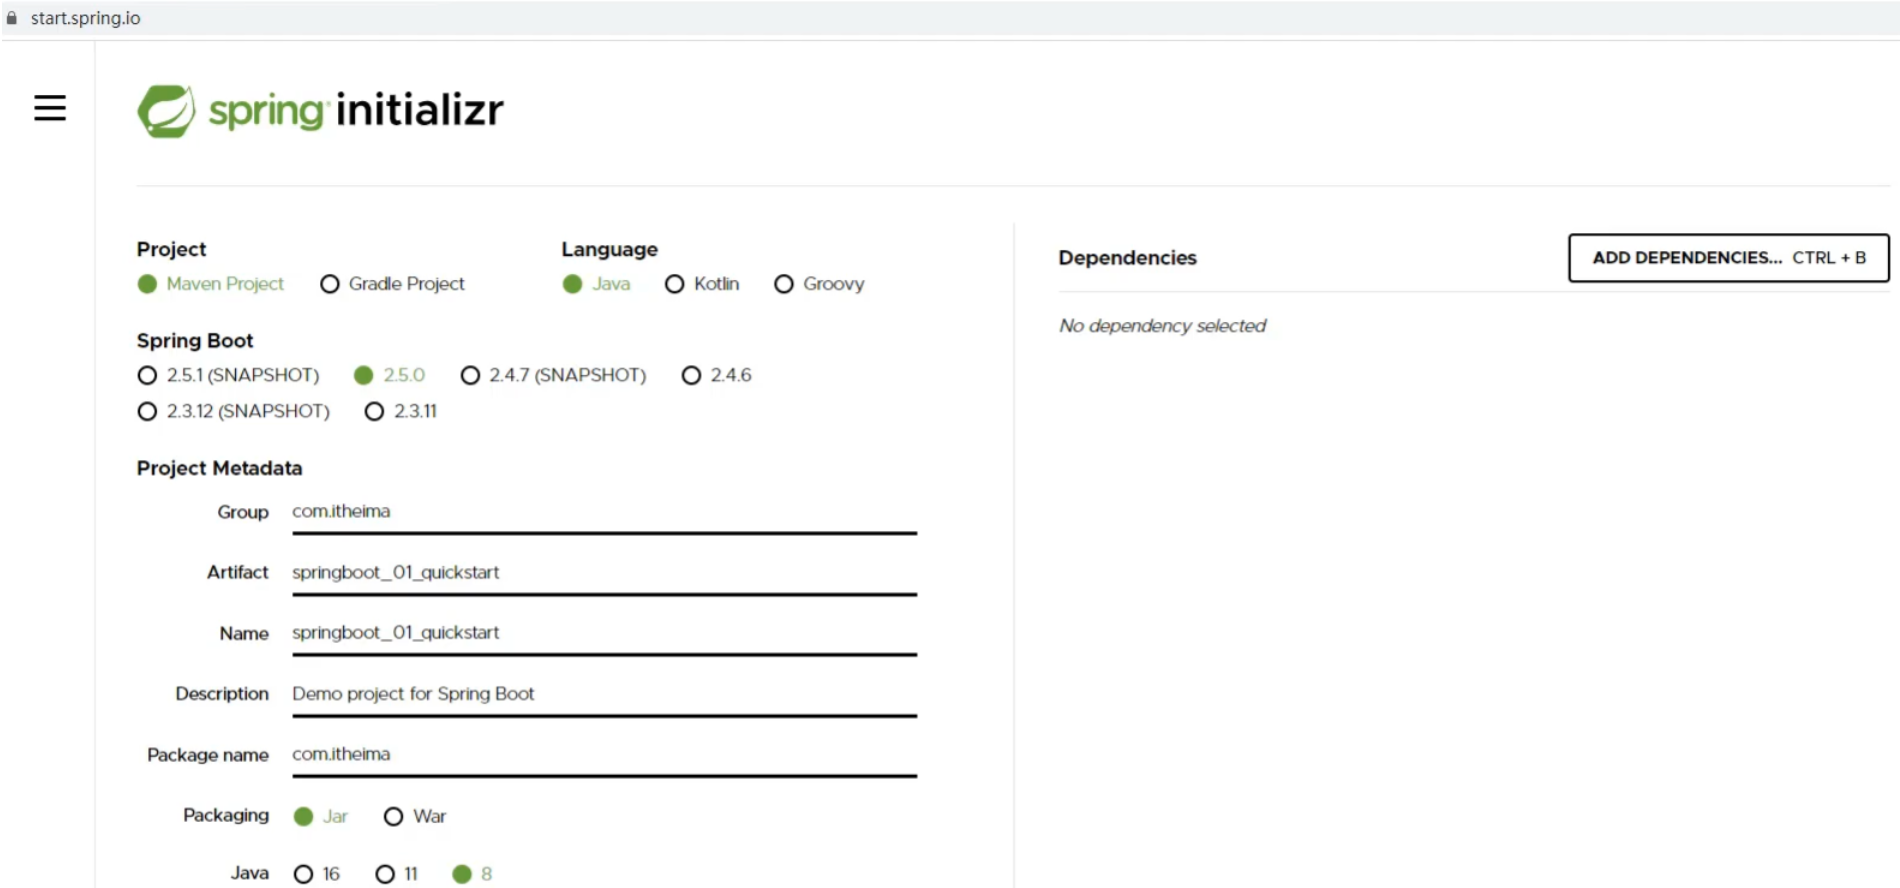 start.spring.io
spring initializr
Project
Maven Project Gradle Project
Language
Java Kotlin Groovy
Spring Boot
2.5.1 (SNAPSHOT) 2.5.0 2.4.7 (SNAPSHOT) 2.4.6
2.3.12 (SNAPSHOT) 2.3.11
Project Metadata
Group com.itheima
Artifact springboot_01_quickstart
Name springboot_01_quickstart
Description Demo project for Spring Boot
Package name com.itheima
Packaging Jar War
Java 16 11 8
Dependencies
ADD DEPENDENCIES... CTRL + B
No dependency selected